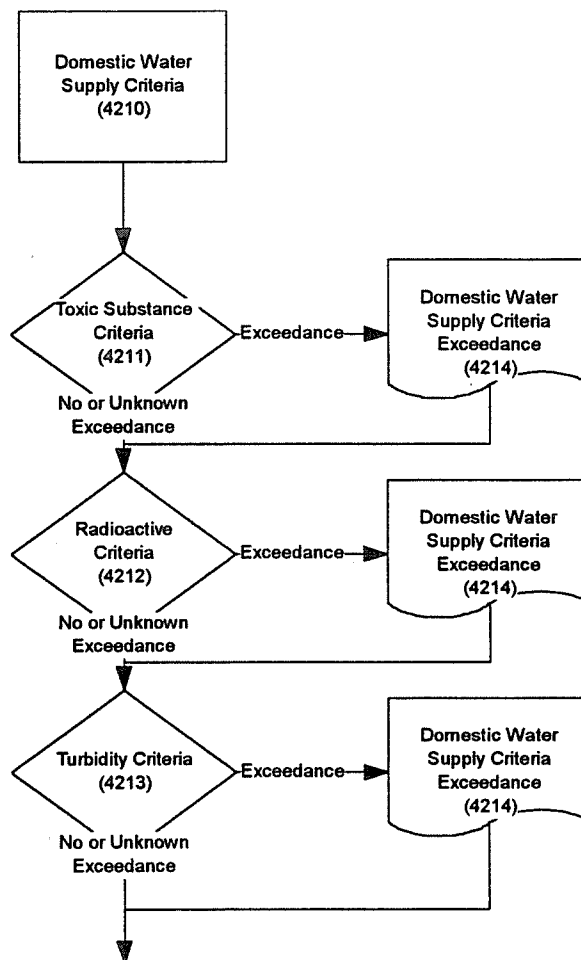 Domestic Water
Supply Criteria
(4210)
Toxic Substance
Criteria
(4211)
Exceedance
Domestic Water
Supply Criteria
Exceedance
(4214)
No or Unknown
Exceedance
Radioactive
Criteria
(4212)
Exceedance
Domestic Water
Supply Criteria
Exceedance
(4214)
No or Unknown
Exceedance
Turbidity Criteria
(4213)
Exceedance
Domestic Water
Supply Criteria
Exceedance
(4214)
No or Unknown
Exceedance